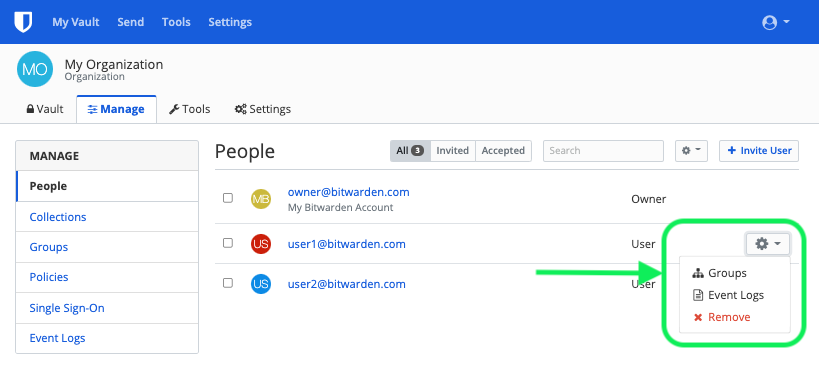 My Vault Send Tools Settings
MO My Organization
Organization
Vault Manage Tools Settings
MANAGE
People
Collections
Groups
Policies
Single Sign-On
Event Logs
People All 3 Invited Accepted Search + Invite User
MB owner@bitwarden.com Owner
My Bitwarden Account
US user1@bitwarden.com User
US user2@bitwarden.com User
Groups
Event Logs
Remove